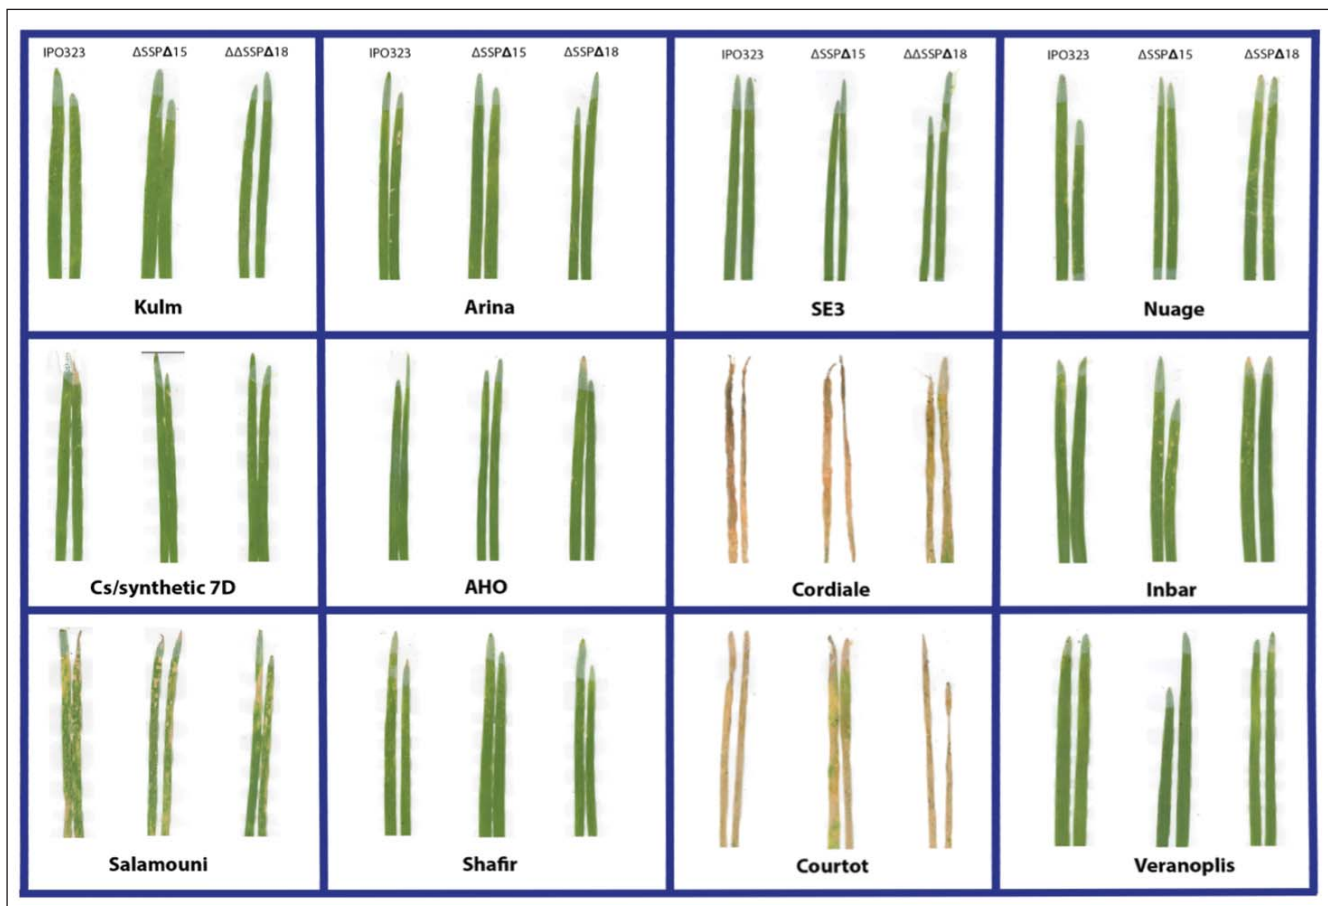 IPO323 ΔSSPΔ15 ΔΔSSPΔ18
IPO323 ΔSSPΔ15 ΔSSPΔ18
IPO323 ΔSSPΔ15 ΔΔSSPΔ18
IPO323 ΔSSPΔ15 ΔSSPΔ18
Kulm
Arina
SE3
Nuage
Cs/synthetic 7D
AHO
Cordiale
Inbar
Salamouni
Shafir
Courtot
Veranoplis